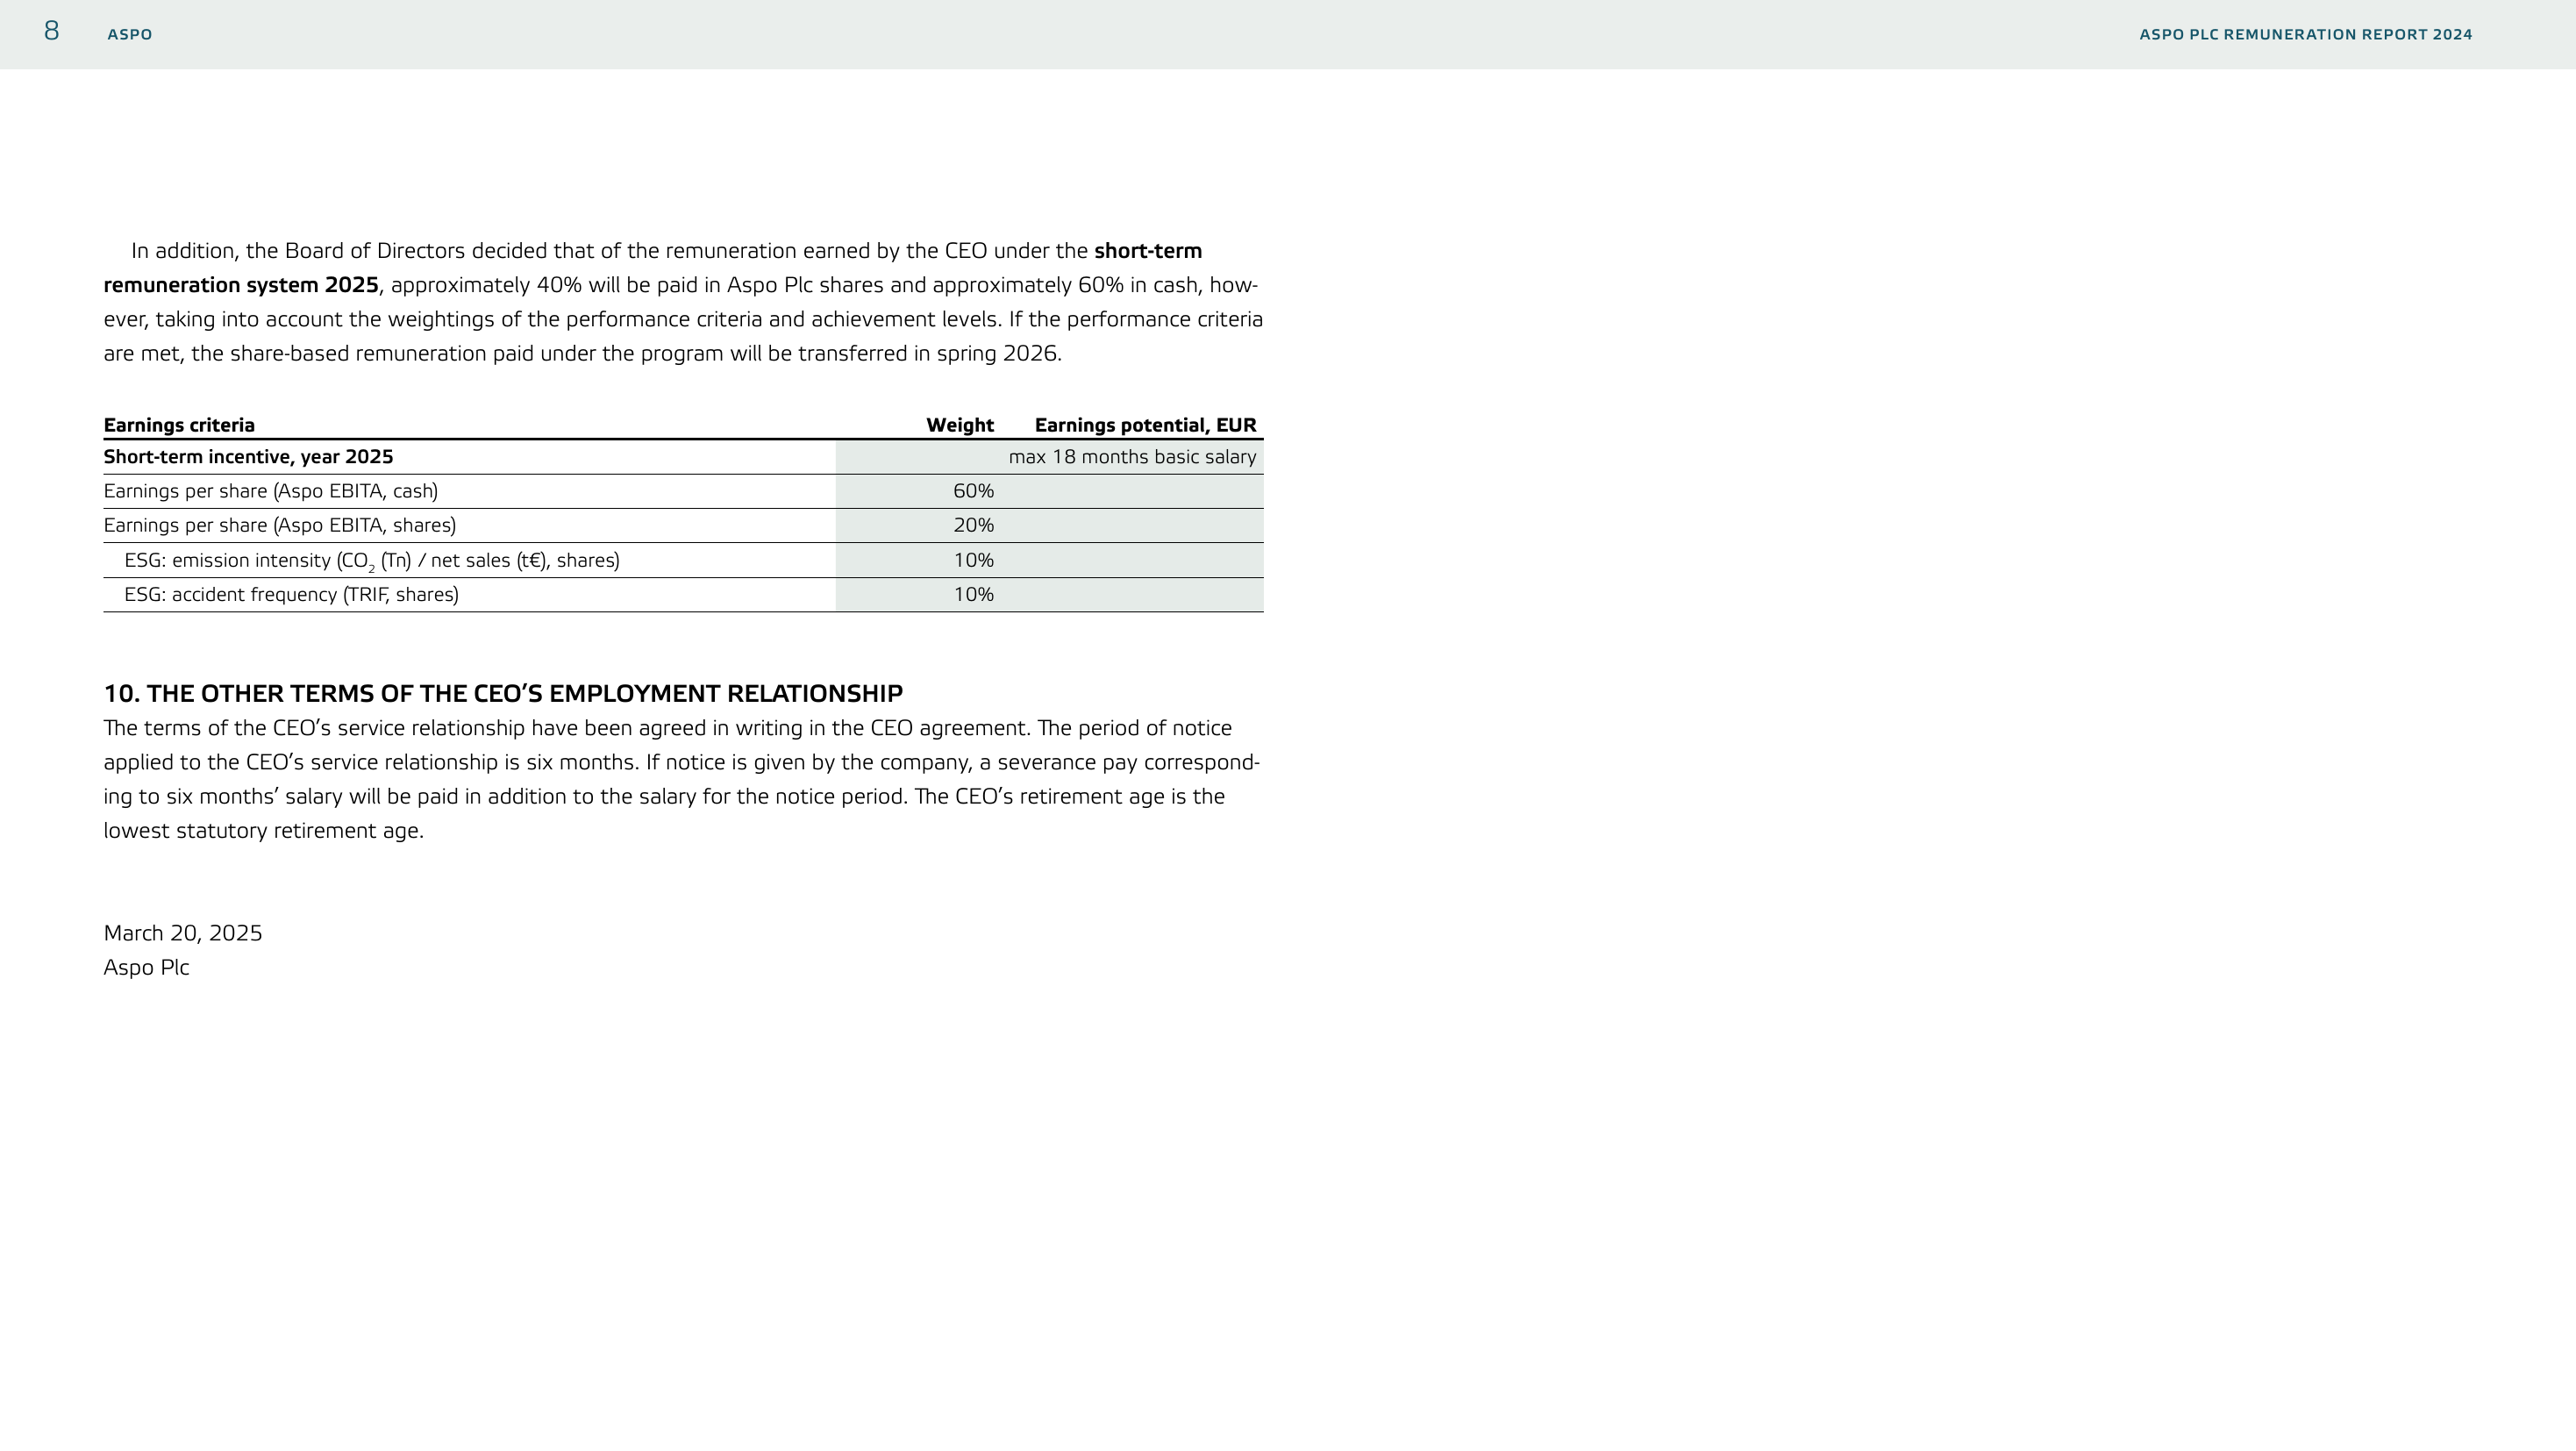 8 ASPO ASPO PLC REMUNERATION REPORT 2024
In addition, the Board of Directors decided that of the remuneration earned by the CEO under the short-term
remuneration system 2025, approximately 40% will be paid in Aspo Plc shares and approximately 60% in cash, how-
ever, taking into account the weightings of the performance criteria and achievement levels. If the performance criteria
are met, the share-based remuneration paid under the program will be transferred in spring 2026.
Earnings criteria Weight Earnings potential, EUR
Short-term incentive, year 2025 max 18 months basic salary
Earnings per share (Aspo EBITA, cash) 60%
Earnings per share (Aspo EBITA, shares) 20%
ESG: emission intensity (CO₂ (Tn) / net sales (t€), shares) 10%
ESG: accident frequency (TRIF, shares) 10%
10. THE OTHER TERMS OF THE CEO’S EMPLOYMENT RELATIONSHIP
The terms of the CEO’s service relationship have been agreed in writing in the CEO agreement. The period of notice
applied to the CEO’s service relationship is six months. If notice is given by the company, a severance pay correspond-
ing to six months’ salary will be paid in addition to the salary for the notice period. The CEO’s retirement age is the
lowest statutory retirement age.
March 20, 2025
Aspo Plc